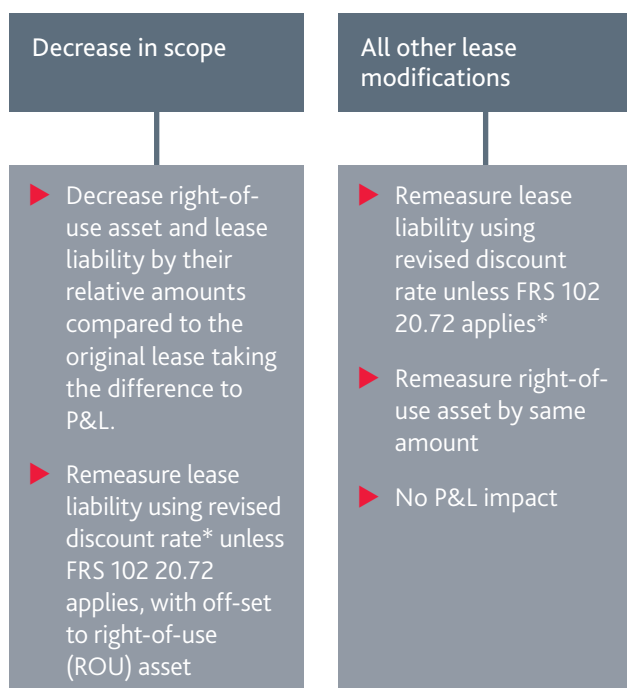 Decrease in scope
Decrease right-of-
use asset and lease
liability by their
relative amounts
compared to the
original lease taking
the difference to
P&L.
Remeasure lease
liability using revised
discount rate* unless
FRS 102 20.72
applies, with off-set
to right-of-use
(ROU) asset
All other lease
modifications
Remeasure lease
liability using
revised discount
rate unless FRS 102
20.72 applies*
Remeasure right-of-
use asset by same
amount
No P&L impact